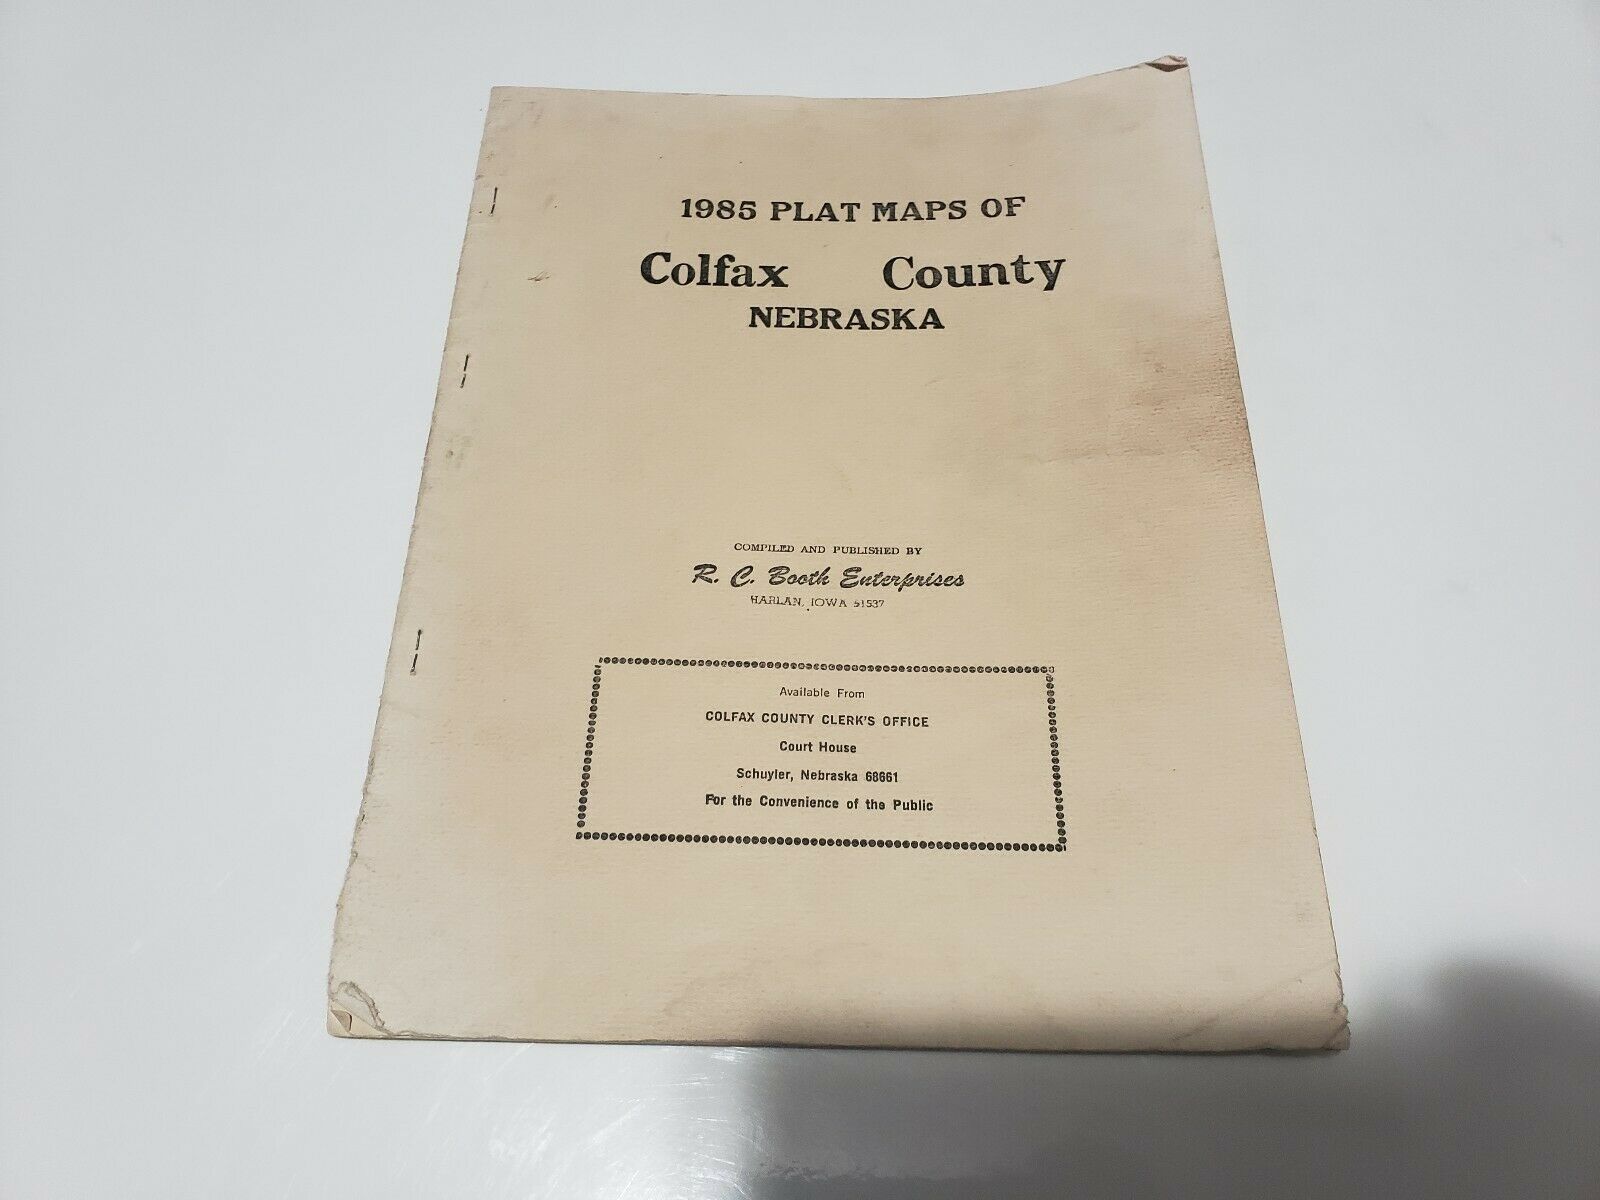 1985 PLAT MAPS OF
Colfax County
NEBRASKA
COMPILED AND PUBLISHED BY
R. C. Booth Enterprises
HARLAN, IOWA 51537
Available From
COLFAX COUNTY CLERK'S OFFICE
Court House
Schuyler, Nebraska 68661
For the Convenience of the Public